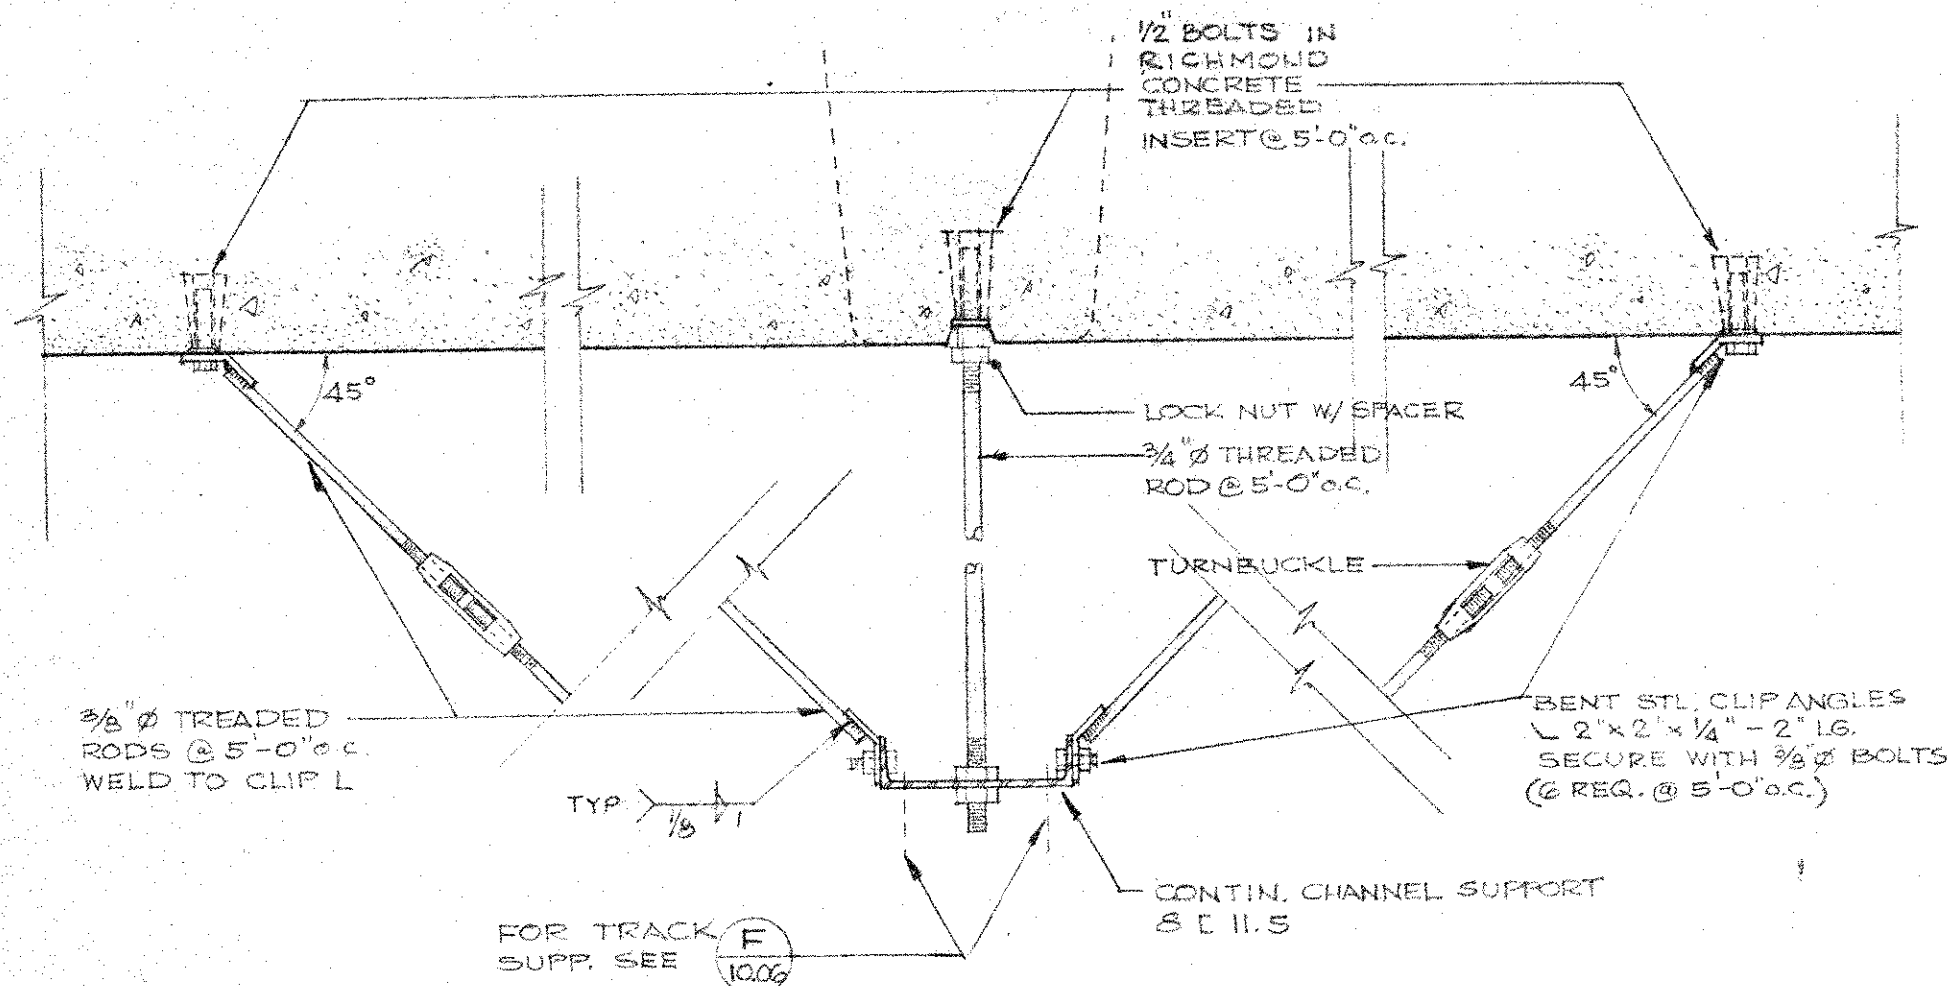 1/2" BOLTS IN
RICHMOND
CONCRETE
THREADED
INSERT @ 5'-0" o.c.
45°
45°
LOCK NUT W/ SPACER
3/4" Ø THREADED
ROD @ 5'-0" o.c.
TURNBUCKLE
3/8" Ø TREADED
RODS @ 5'-0" o.c.
WELD TO CLIP L
BENT STL. CLIP ANGLES
L 2" x 2" x 1/4" - 2" LG.
SECURE WITH 3/8" Ø BOLTS
(6 REQ. @ 5'-0" o.c.)
TYP
1/8 1
CONTIN. CHANNEL SUPPORT
8 [ 11.5
FOR TRACK
SUPP. SEE
F
10.06